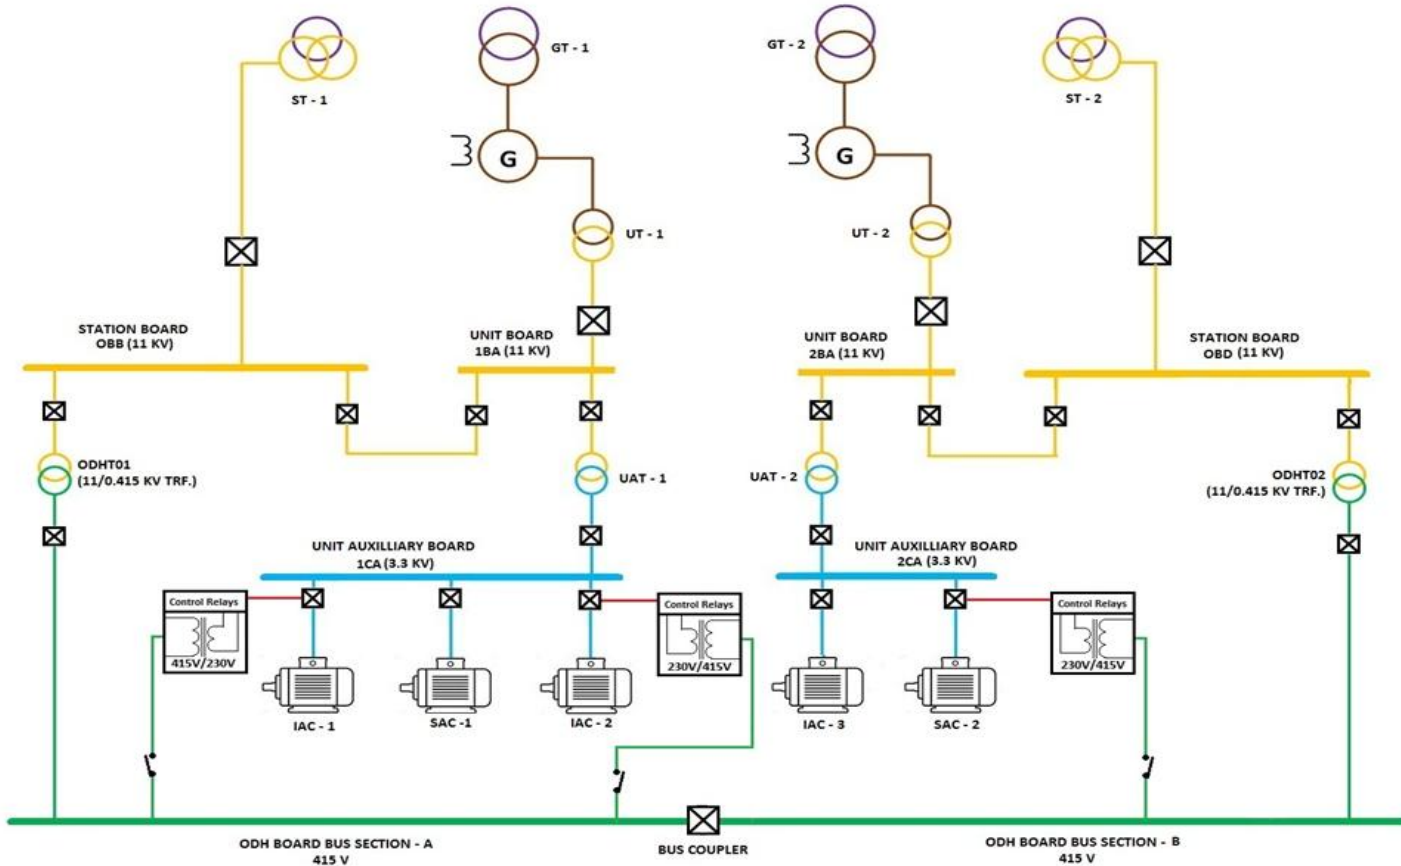 GT - 1
GT - 2
ST - 1
ST - 2
G
G
UT - 1
UT - 2
STATION BOARD
OBB (11 KV)
UNIT BOARD
1BA (11 KV)
UNIT BOARD
2BA (11 KV)
STATION BOARD
OBD (11 KV)
ODHT01
(11/0.415 KV TRF.)
UAT - 1
UAT - 2
ODHT02
(11/0.415 KV TRF.)
UNIT AUXILLIARY BOARD
1CA (3.3 KV)
UNIT AUXILLIARY BOARD
2CA (3.3 KV)
Control Relays
415V/230V
Control Relays
230V/415V
Control Relays
230V/415V
IAC - 1
SAC -1
IAC - 2
IAC - 3
SAC - 2
ODH BOARD BUS SECTION - A
415 V
BUS COUPLER
ODH BOARD BUS SECTION - B
415 V